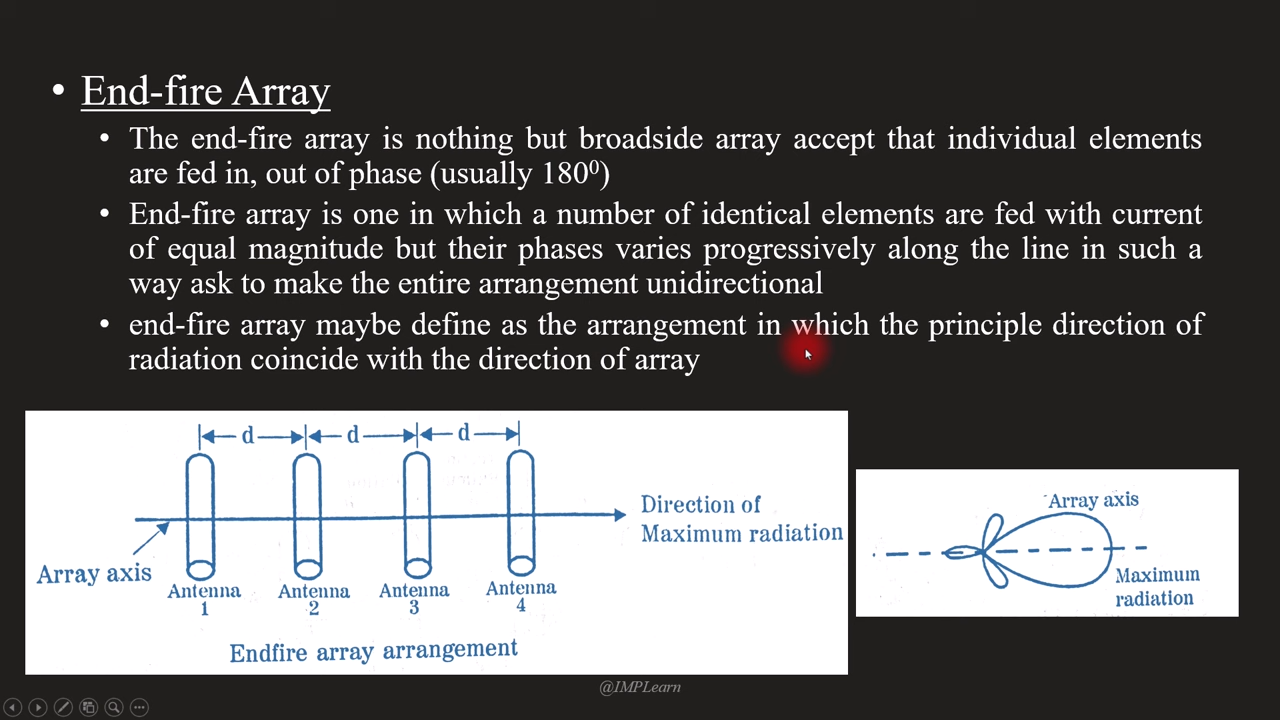 • End-fire Array
• The end-fire array is nothing but broadside array accept that individual elements
are fed in, out of phase (usually 180⁰)
• End-fire array is one in which a number of identical elements are fed with current
of equal magnitude but their phases varies progressively along the line in such a
way ask to make the entire arrangement unidirectional
• end-fire array maybe define as the arrangement in which the principle direction of
radiation coincide with the direction of array
d d d
Direction of
Maximum radiation
Array axis
Antenna Antenna Antenna Antenna
1 2 3 4
Endfire array arrangement
Array axis
Maximum
radiation
@IMPLearn